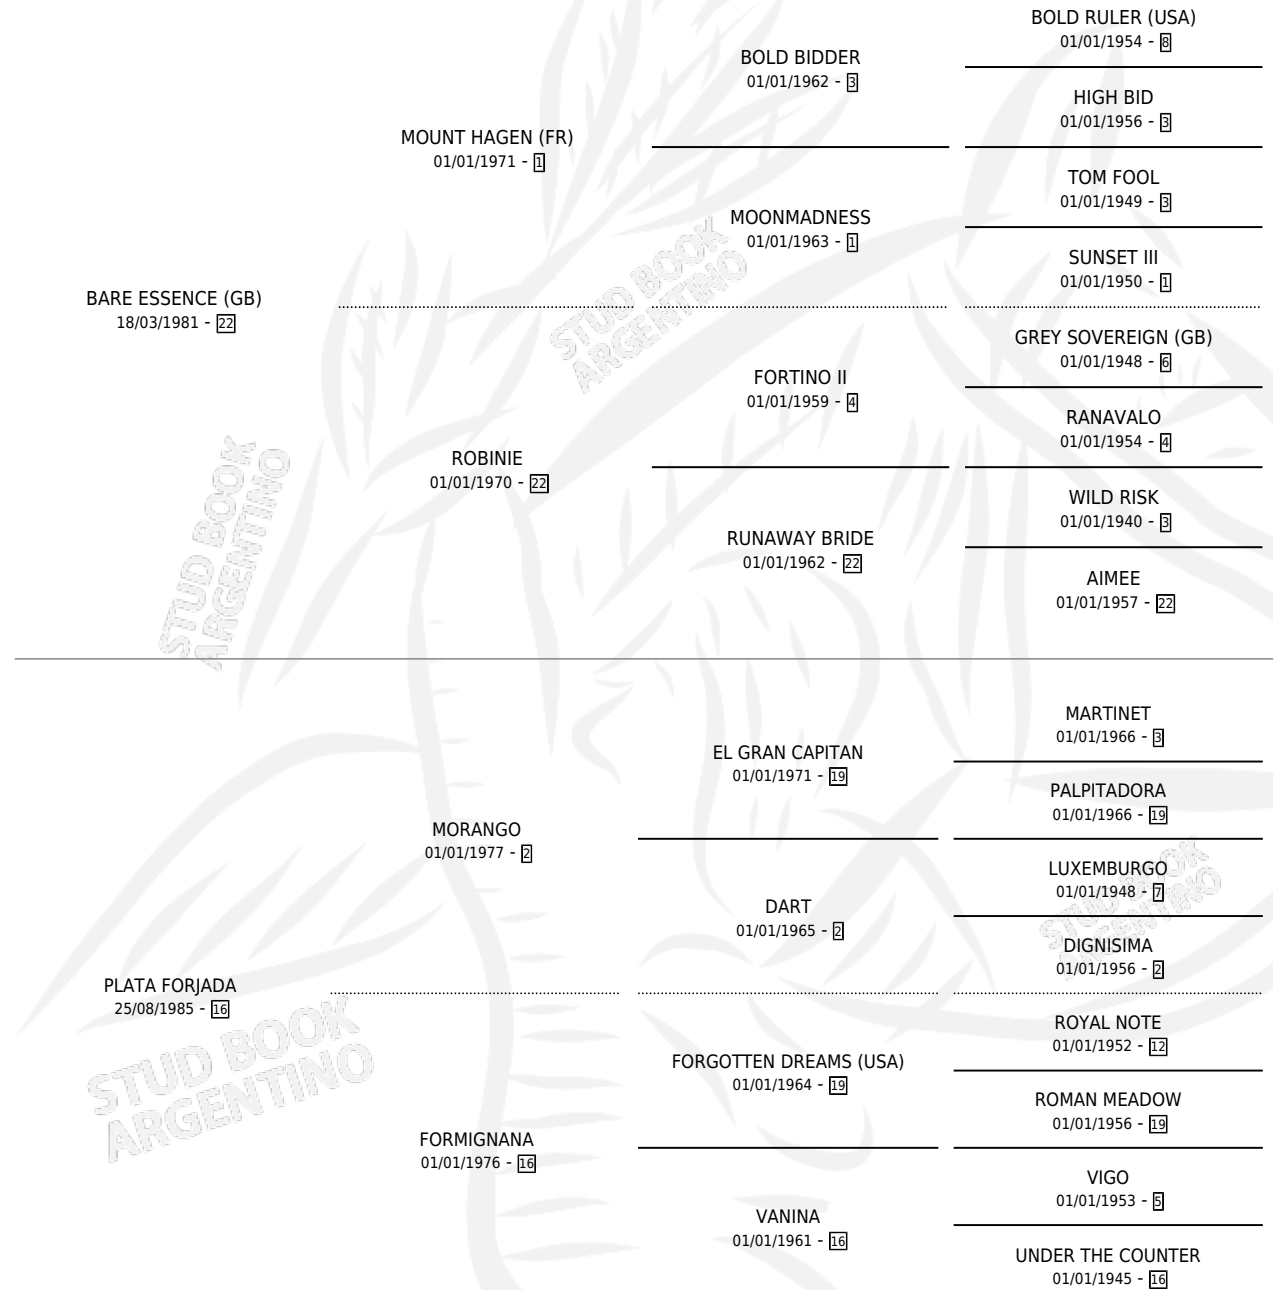 BOLD RULER (USA)
01/01/1954 - 8
BOLD BIDDER
01/01/1962 - 3
HIGH BID
01/01/1956 - 3
MOUNT HAGEN (FR)
01/01/1971 - 1
TOM FOOL
01/01/1949 - 3
MOONMADNESS
01/01/1963 - 1
SUNSET III
01/01/1950 - 1
BARE ESSENCE (GB)
18/03/1981 - 22
STUD BOOK
ARGENTINO
GREY SOVEREIGN (GB)
01/01/1948 - 6
FORTINO II
01/01/1959 - 4
RANAVALO
01/01/1954 - 4
ROBINIE
01/01/1970 - 22
WILD RISK
01/01/1940 - 3
RUNAWAY BRIDE
01/01/1962 - 22
AIMEE
01/01/1957 - 22
STUD BOOK
ARGENTINO
MARTINET
01/01/1966 - 3
EL GRAN CAPITAN
01/01/1971 - 19
PALPITADORA
01/01/1966 - 19
MORANGO
01/01/1977 - 2
LUXEMBURGO
01/01/1948 - 7
DART
01/01/1965 - 2
STUD BOOK
ARGENTINO
DIGNISIMA
01/01/1956 - 2
PLATA FORJADA
25/08/1985 - 16
STUD BOOK
ARGENTINO
ROYAL NOTE
01/01/1952 - 12
FORGOTTEN DREAMS (USA)
01/01/1964 - 19
ROMAN MEADOW
01/01/1956 - 19
FORMIGNANA
01/01/1976 - 16
VIGO
01/01/1953 - 5
VANINA
01/01/1961 - 16
UNDER THE COUNTER
01/01/1945 - 16